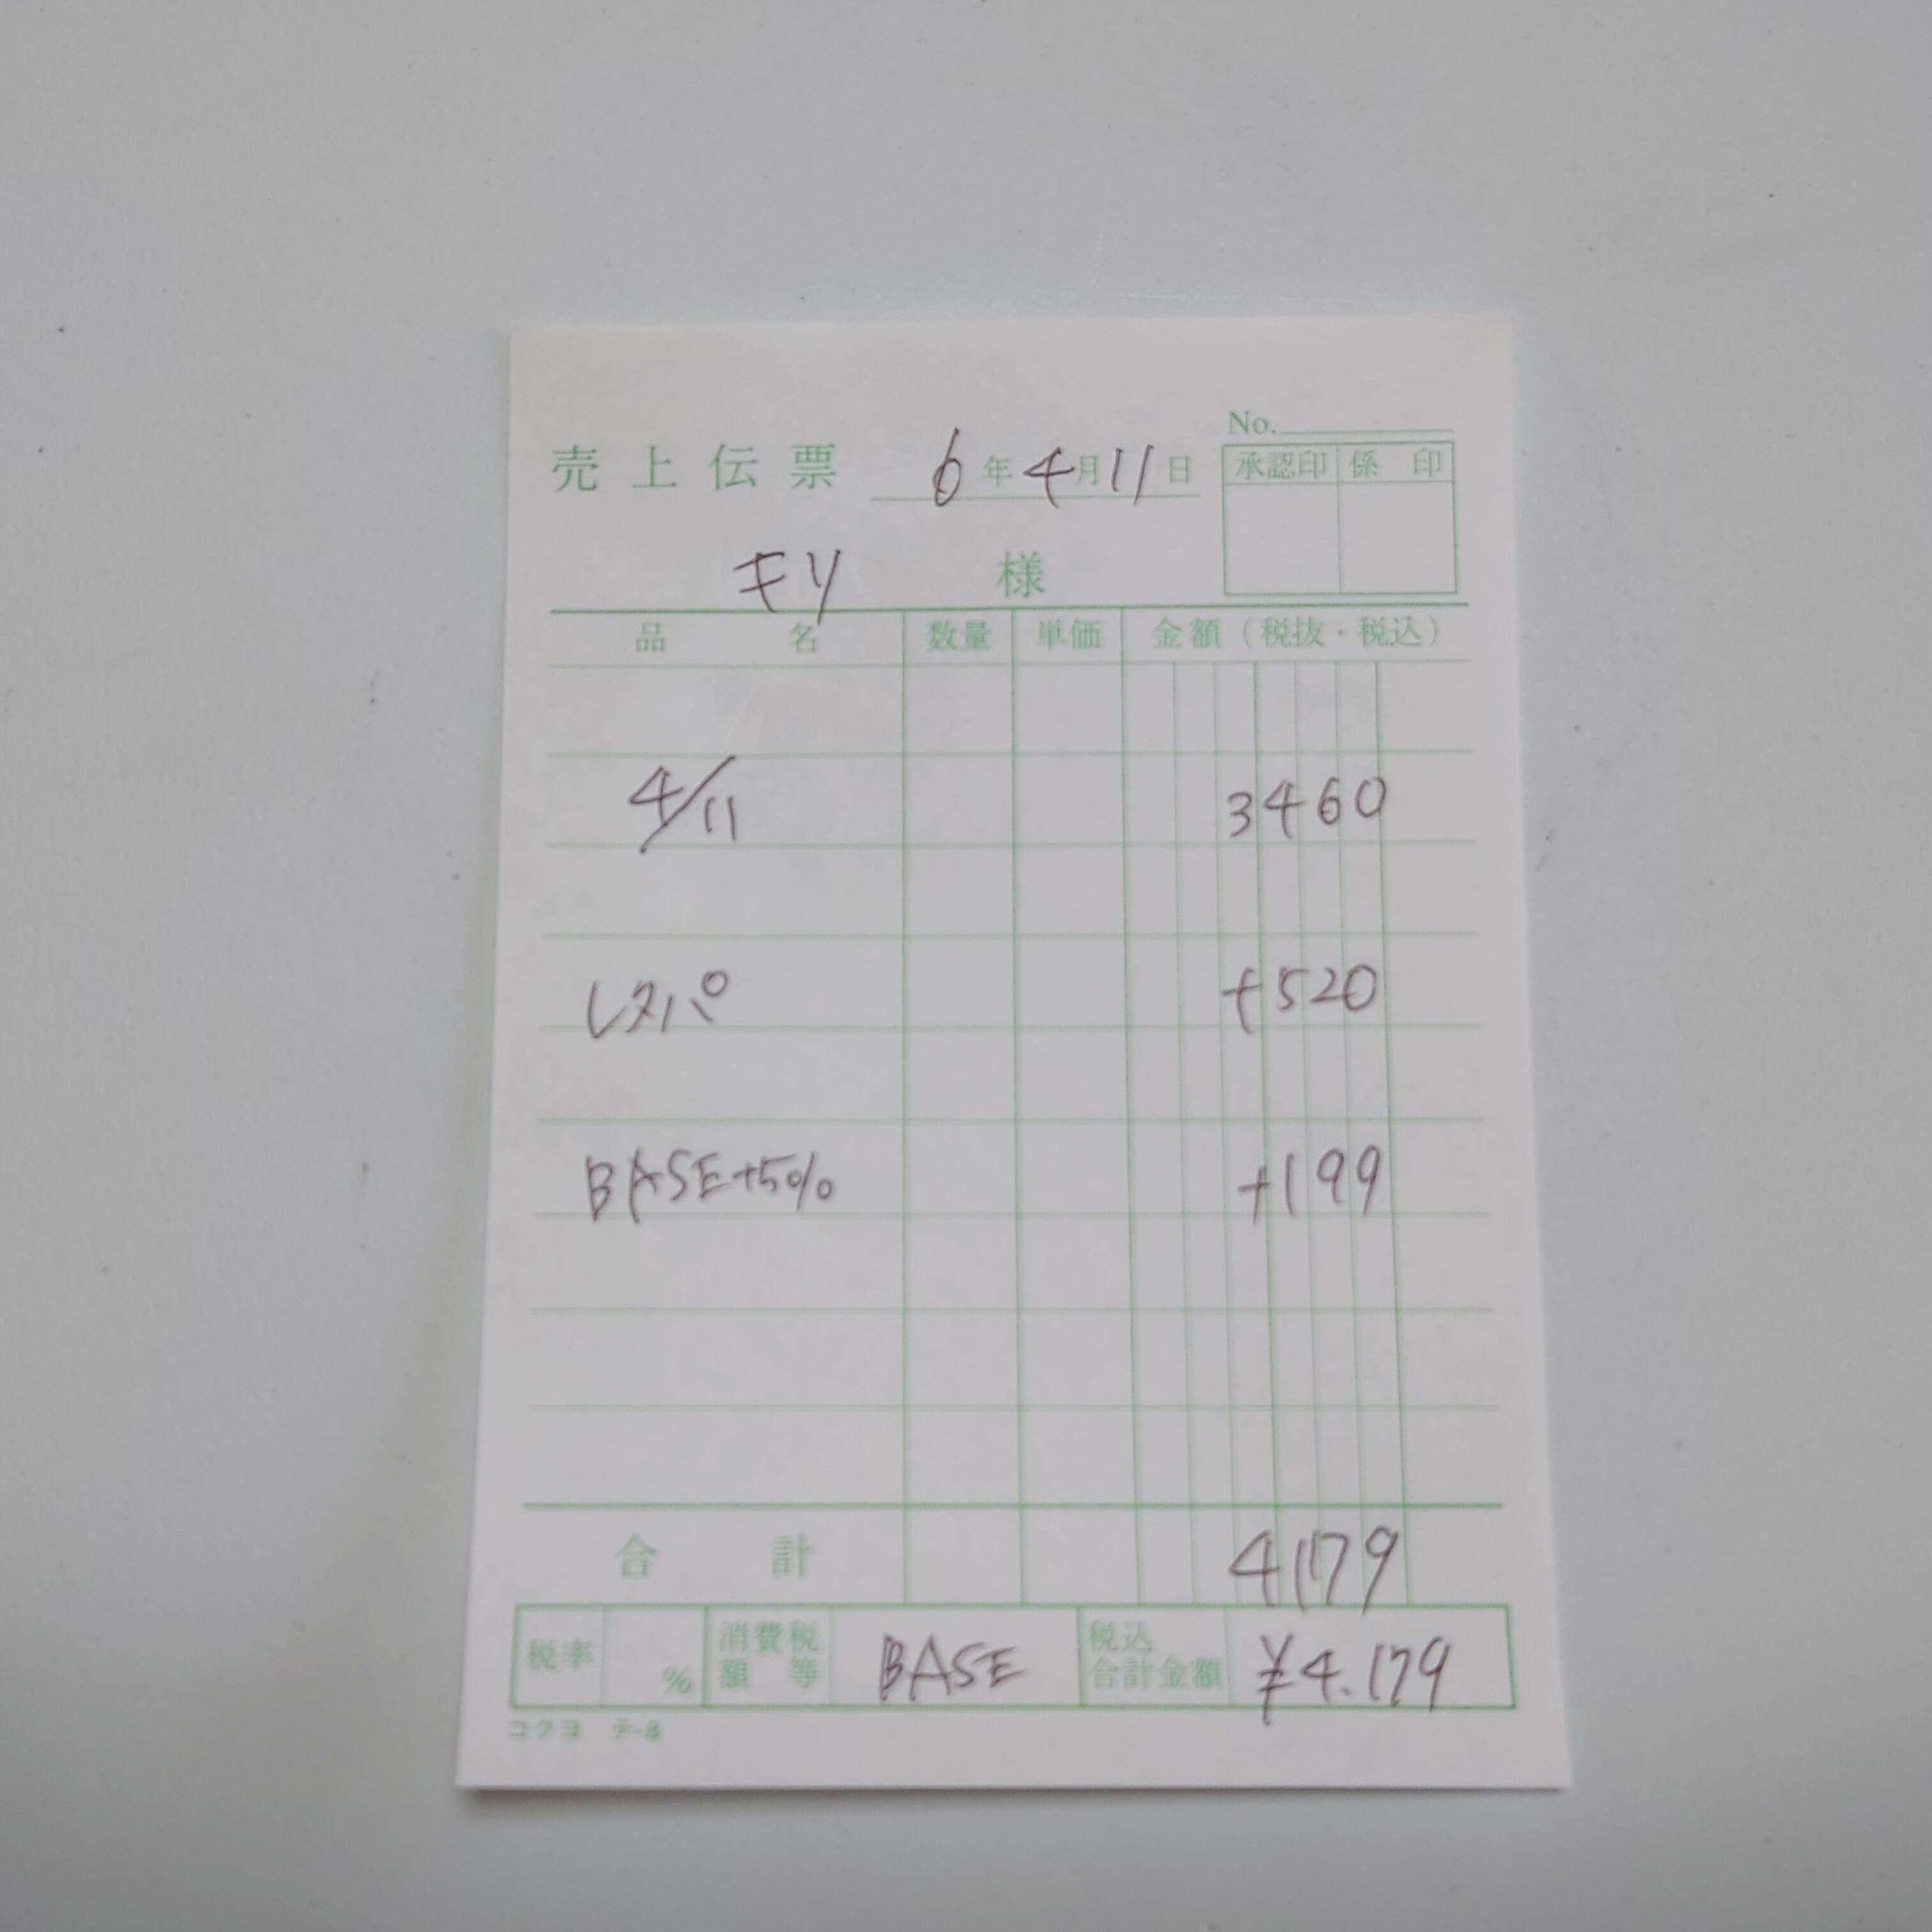 No.
売上伝票 6年4月11日
承認印 係印
キリ 様
品名 数量 単価 金額（税抜・税込）
4/11 3460
レタパ +520
BASE+5% +199
合計 4179
税率 % 消費税額等 BASE 税込合計金額 ¥4.179
コクヨ テ-8